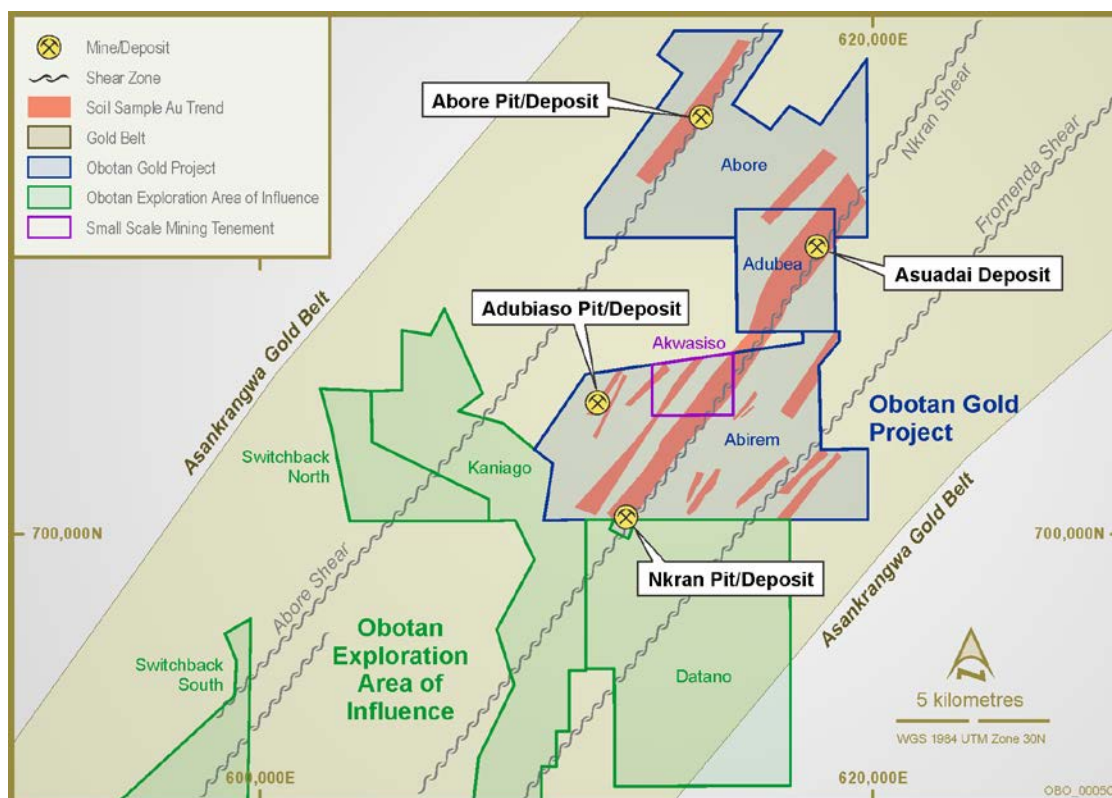 Mine/Deposit
Shear Zone
Soil Sample Au Trend
Gold Belt
Obotan Gold Project
Obotan Exploration Area of Influence
Small Scale Mining Tenement
620,000E
Abore Pit/Deposit
Nkran Shear
Fromenda Shear
Abore
Adubea
Asuadai Deposit
Adubiaso Pit/Deposit
Akwasiso
Asankrangwa Gold Belt
Obotan Gold
Project
Abirem
Switchback
North
Kaniago
700,000N
700,000N
Nkran Pit/Deposit
Asankrangwa Gold Belt
Abore Shear
Obotan
Exploration
Area of
Influence
Switchback
South
Datano
5 kilometres
WGS 1984 UTM Zone 30N
600,000E
620,000E